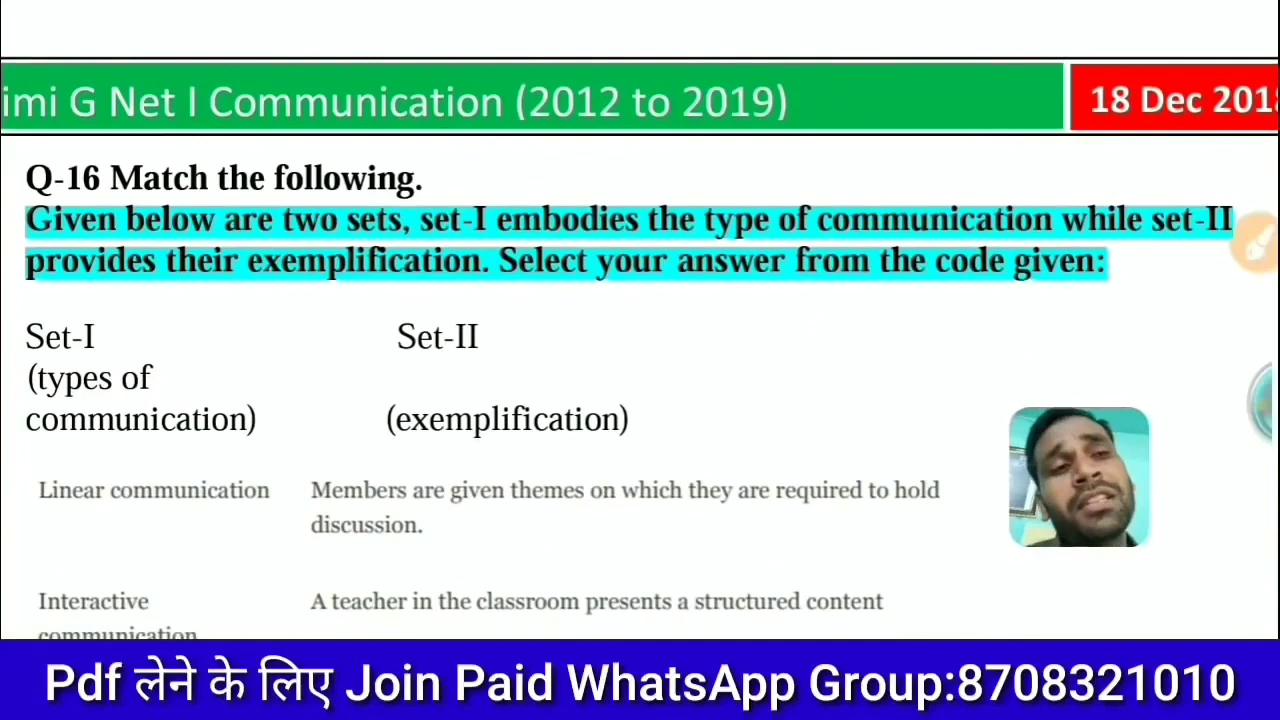 imi G Net I Communication (2012 to 2019)
18 Dec 2018
Q-16 Match the following.
Given below are two sets, set-I embodies the type of communication while set-II
provides their exemplification. Select your answer from the code given:
Set-I Set-II
(types of
communication) (exemplification)
Linear communication Members are given themes on which they are required to hold
discussion.
Interactive A teacher in the classroom presents a structured content
communication
Pdf लेने के लिए Join Paid WhatsApp Group:8708321010